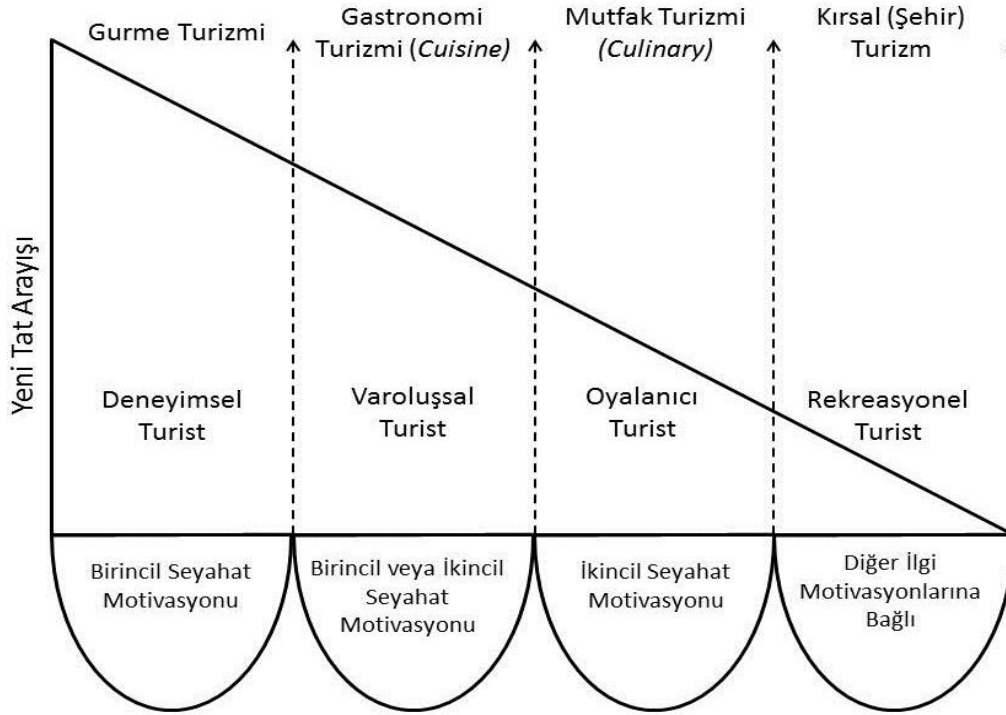 Gurme Turizmi
Gastronomi
Turizmi (Cuisine)
Mutfak Turizmi
(Culinary)
Kırsal (Şehir)
Turizm
Yeni Tat Arayışı
Deneyimsel
Turist
Varoluşsal
Turist
Oyalanıcı
Turist
Rekreasyonel
Turist
Birincil Seyahat
Motivasyonu
Birincil veya İkincil
Seyahat
Motivasyonu
İkincil Seyahat
Motivasyonu
Diğer İlgi
Motivasyonlarına
Bağlı